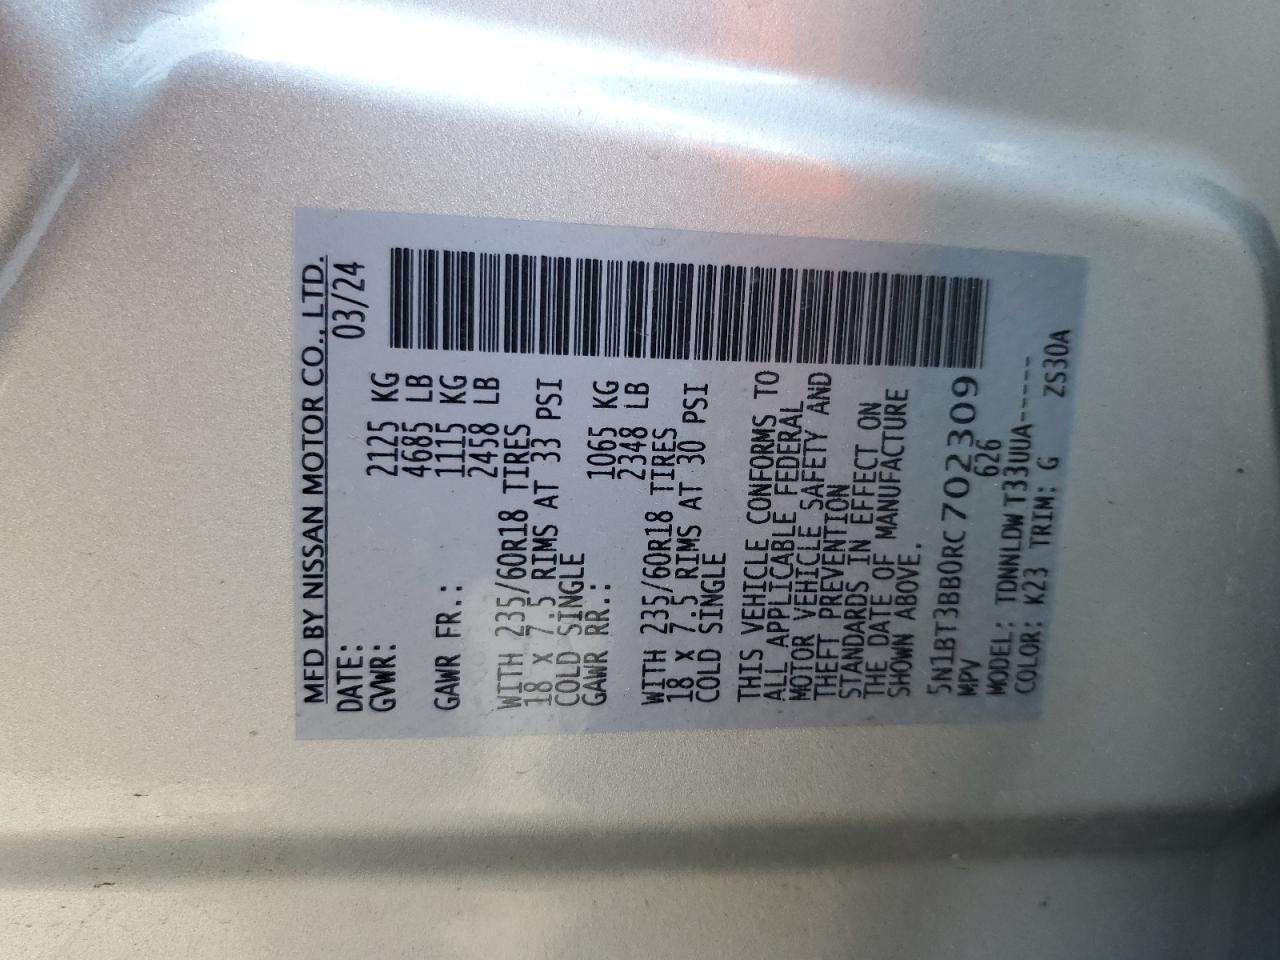 MFD BY NISSAN MOTOR CO., LTD.
DATE: 03/24
GVWR: 2125 KG
4685 LB
GAWR FR.: 1115 KG
2458 LB
WITH 235/60R18 TIRES
18 x 7.5 RIMS AT 33 PSI
COLD SINGLE
GAWR RR.: 1065 KG
2348 LB
WITH 235/60R18 TIRES
18 x 7.5 RIMS AT 30 PSI
COLD SINGLE
THIS VEHICLE CONFORMS TO
ALL APPLICABLE FEDERAL
MOTOR VEHICLE SAFETY AND
THEFT PREVENTION
STANDARDS IN EFFECT ON
THE DATE OF MANUFACTURE
SHOWN ABOVE.
5N1BT3BB0RC702309
MPV 626
MODEL: TDNNLDW T33UUA------
COLOR: K23 TRIM: G ZS30A